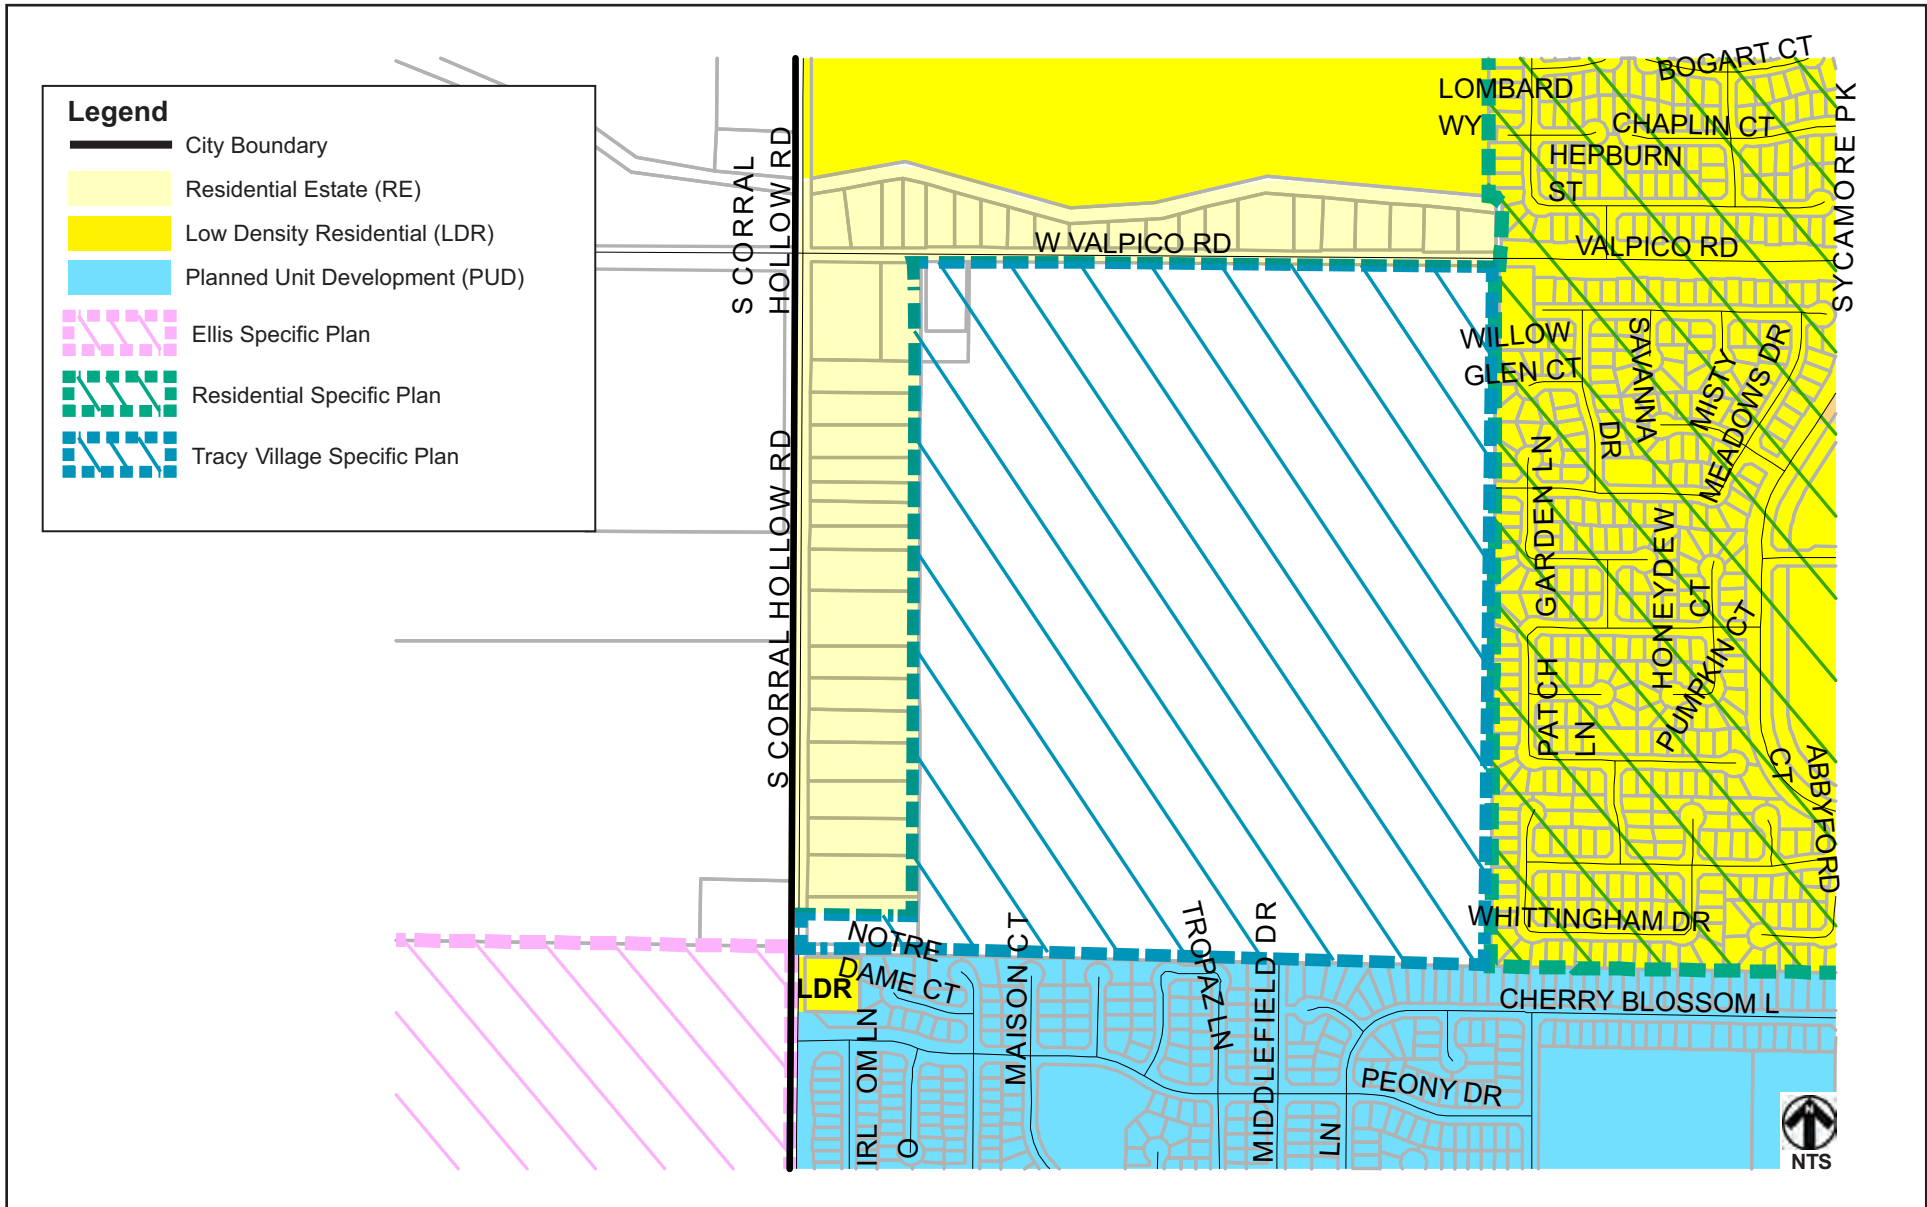 Legend
City Boundary
Residential Estate (RE)
Low Density Residential (LDR)
Planned Unit Development (PUD)
Ellis Specific Plan
Residential Specific Plan
Tracy Village Specific Plan
S CORRAL
HOLLOW RD
S CORRAL HOLLOW RD
W VALPICO RD
LOMBARD
WY
BOGART CT
CHAPLIN CT
HEPBURN
ST
SYCAMORE PK
VALPICO RD
WILLOW
GLEN CT
SAVANNA
DR
MISTY
MEADOWS DR
GARDEN LN
HONEYDEW
CT
PUMPKIN CT
PATCH
LN
CT
ABBYFORD
WHITTINGHAM DR
NOTRE
DAME CT
LDR
MAISON CT
TROPAZ LN
MIDDLEFIELD DR
CHERRY BLOSSOM L
PEONY DR
OM LN
IRL
O
LN
NTS